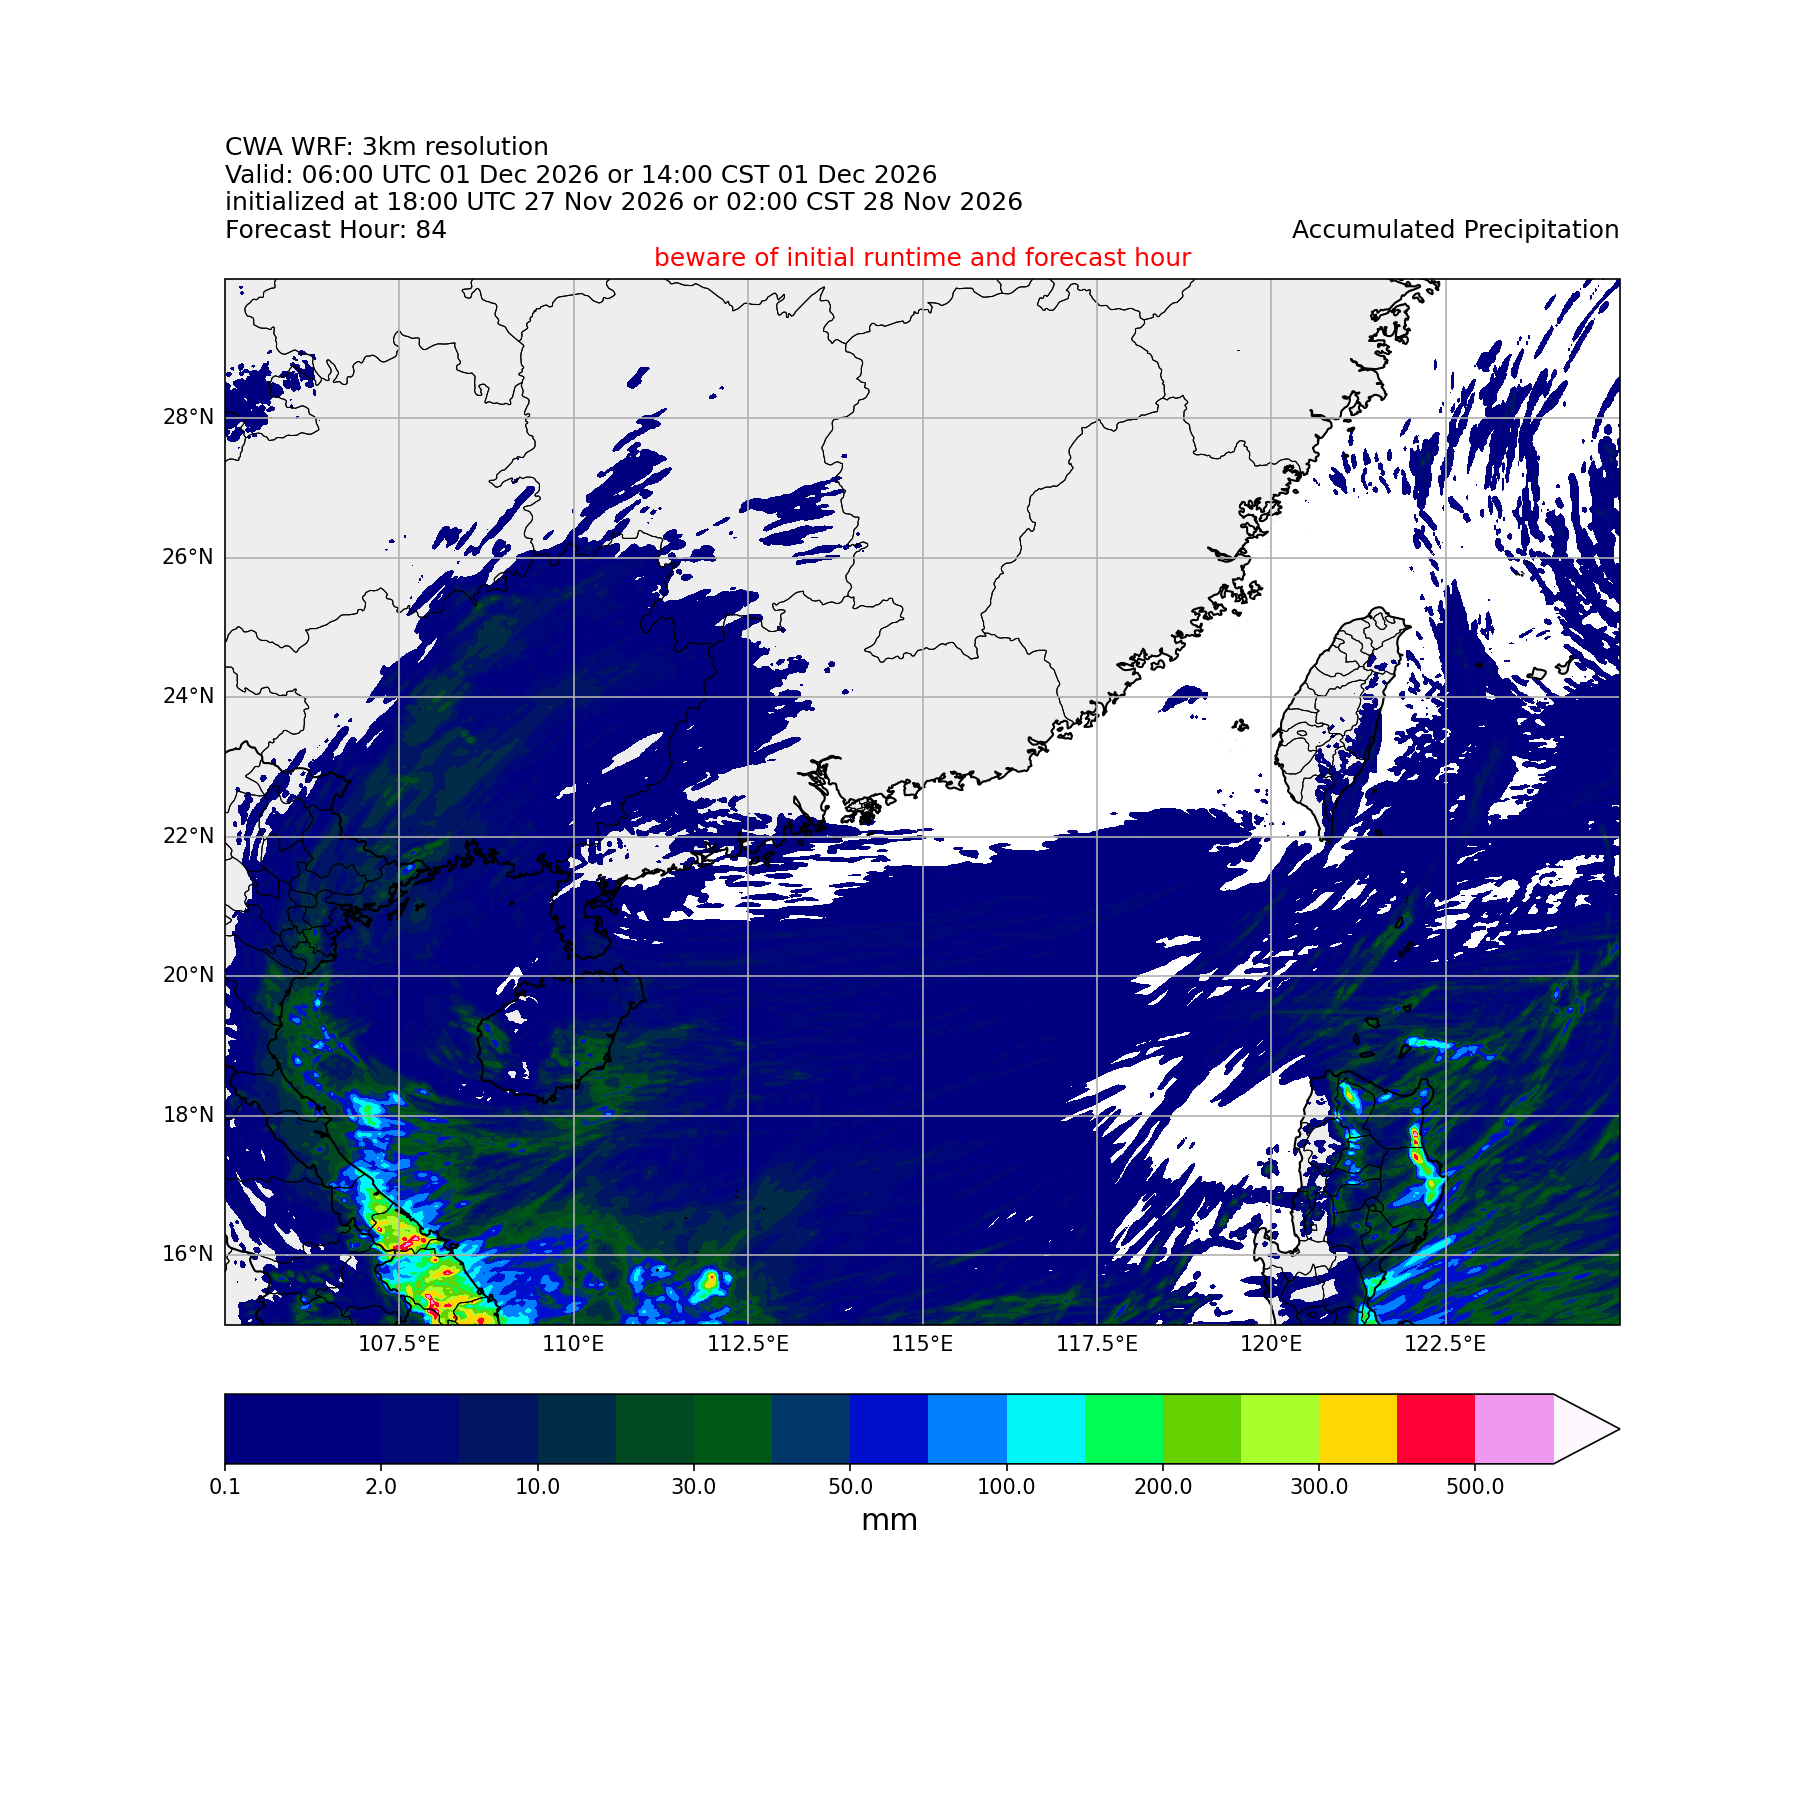 CWA WRF: 3km resolution
Valid: 06:00 UTC 01 Dec 2026 or 14:00 CST 01 Dec 2026
initialized at 18:00 UTC 27 Nov 2026 or 02:00 CST 28 Nov 2026
Forecast Hour: 84
Accumulated Precipitation
beware of initial runtime and forecast hour
28°N
26°N
24°N
22°N
20°N
18°N
16°N
107.5°E 110°E 112.5°E 115°E 117.5°E 120°E 122.5°E
0.1 2.0 10.0 30.0 50.0 100.0 200.0 300.0 500.0
mm